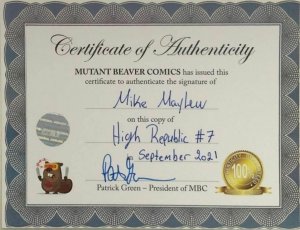 Certificate of Authenticity
MUTANT BEAVER COMICS has issued this
certificate to authenticate the signature of
Mike Mayhew
on this copy of
High Republic #7
September 2021
Patrick Green - President of MBC
100%